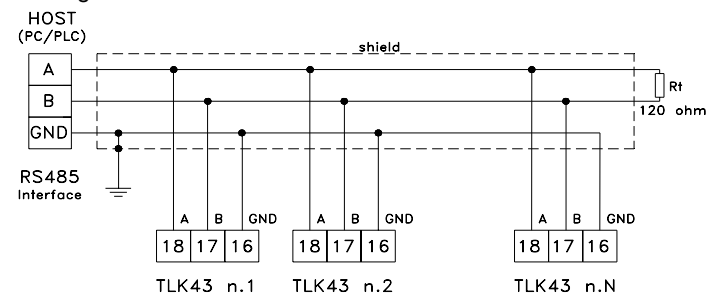 HOST
(PC/PLC)
shield
A
B
GND
Rt
120 ohm
RS485
Interface
A B GND
A B GND
A B GND
18 17 16
18 17 16
18 17 16
TLK43 n.1
TLK43 n.2
TLK43 n.N